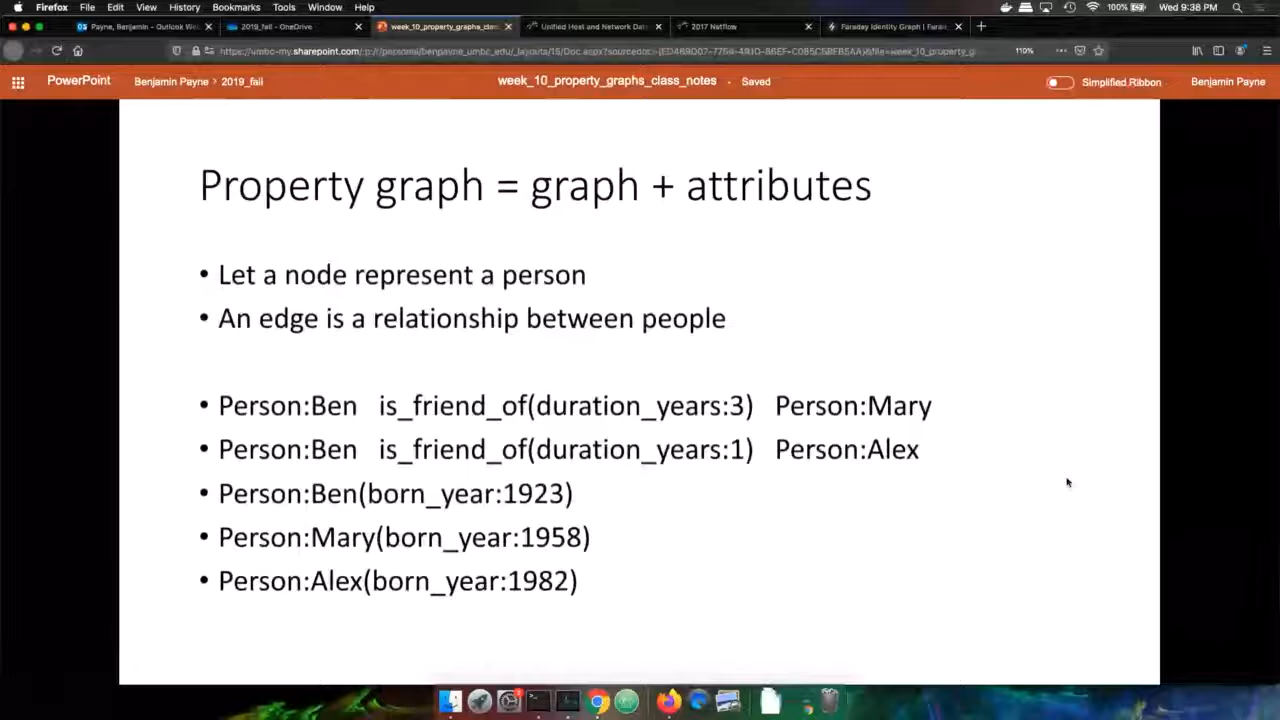 Firefox File Edit View History Bookmarks Tools Window Help 100% Wed 9:38 PM
Payne, Benjamin - Outlook We 2019_fall - OneDrive week_10_property_graphs_clas Unified Host and Network Dat 2017 Netflow Faraday Identity Graph | Farad
110%
PowerPoint Benjamin Payne > 2019_fall week_10_property_graphs_class_notes - Saved Simplified Ribbon Benjamin Payne
Property graph = graph + attributes
• Let a node represent a person
• An edge is a relationship between people
• Person:Ben is_friend_of(duration_years:3) Person:Mary
• Person:Ben is_friend_of(duration_years:1) Person:Alex
• Person:Ben(born_year:1923)
• Person:Mary(born_year:1958)
• Person:Alex(born_year:1982)